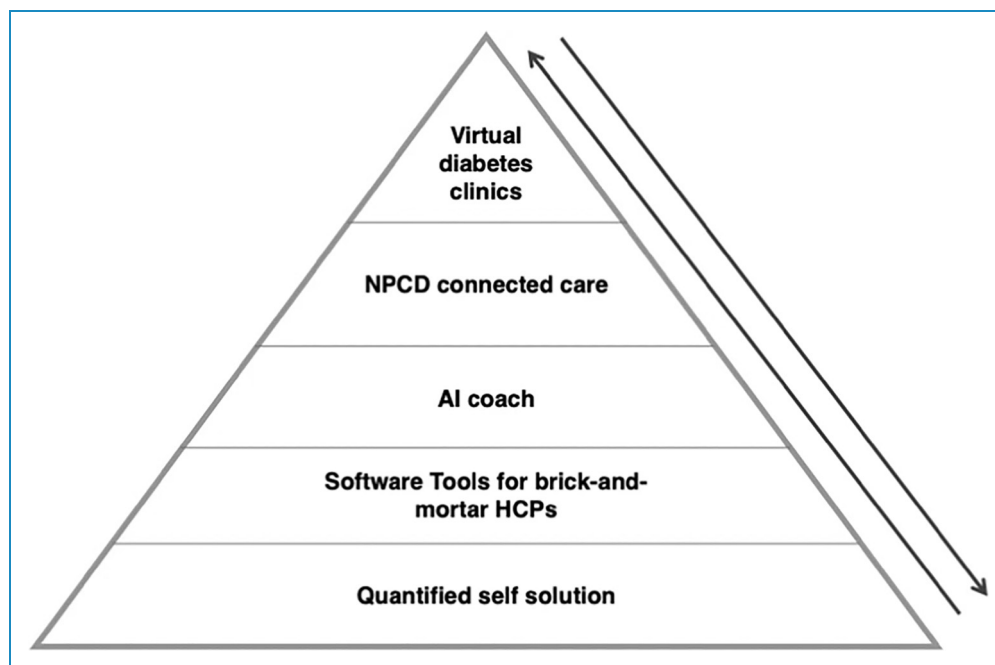 Virtual
diabetes
clinics
NPCD connected care
AI coach
Software Tools for brick-and-
mortar HCPs
Quantified self solution